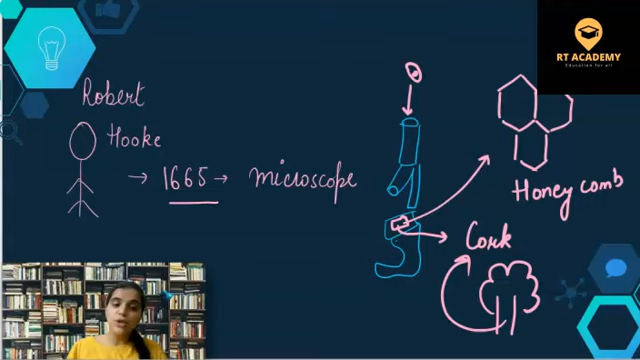 RT ACADEMY
Education for all
Robert
Hooke
→ 1665 → microscope
Honey comb
Cork